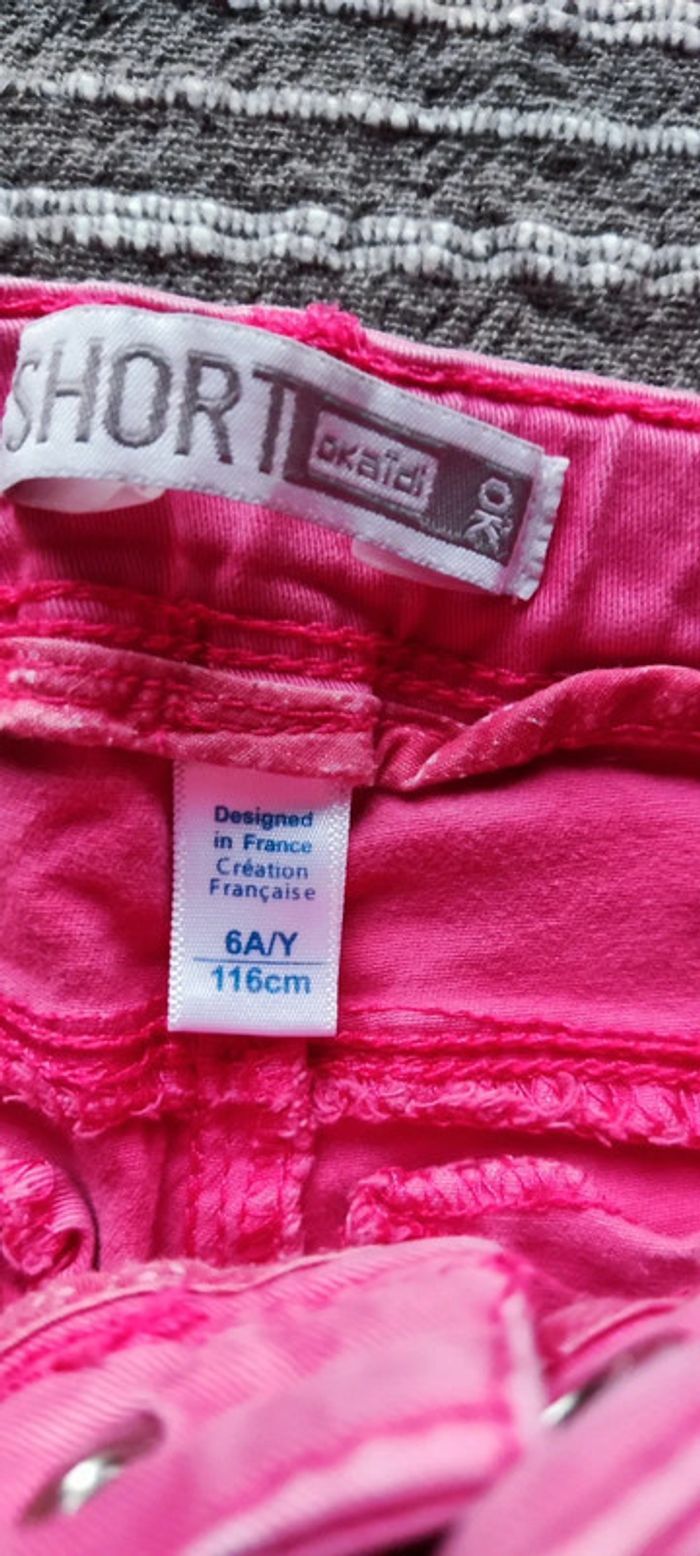 SHORT
OKAÏDI
OK
Designed
in France
Création
Française
6A/Y
116cm